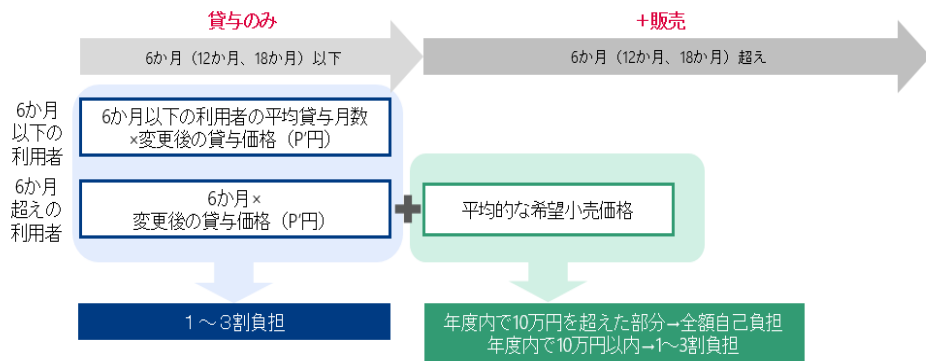 貸与のみ
+販売
6か月（12か月、18か月）以下
6か月（12か月、18か月）超え
6か月
以下の
利用者
6か月以下の利用者の平均貸与月数
×変更後の貸与価格（P'円）
6か月
超えの
利用者
6か月×
変更後の貸与価格（P'円）
+
平均的な希望小売価格
１～３割負担
年度内で10万円を超えた部分→全額自己負担
年度内で10万円以内→1～3割負担